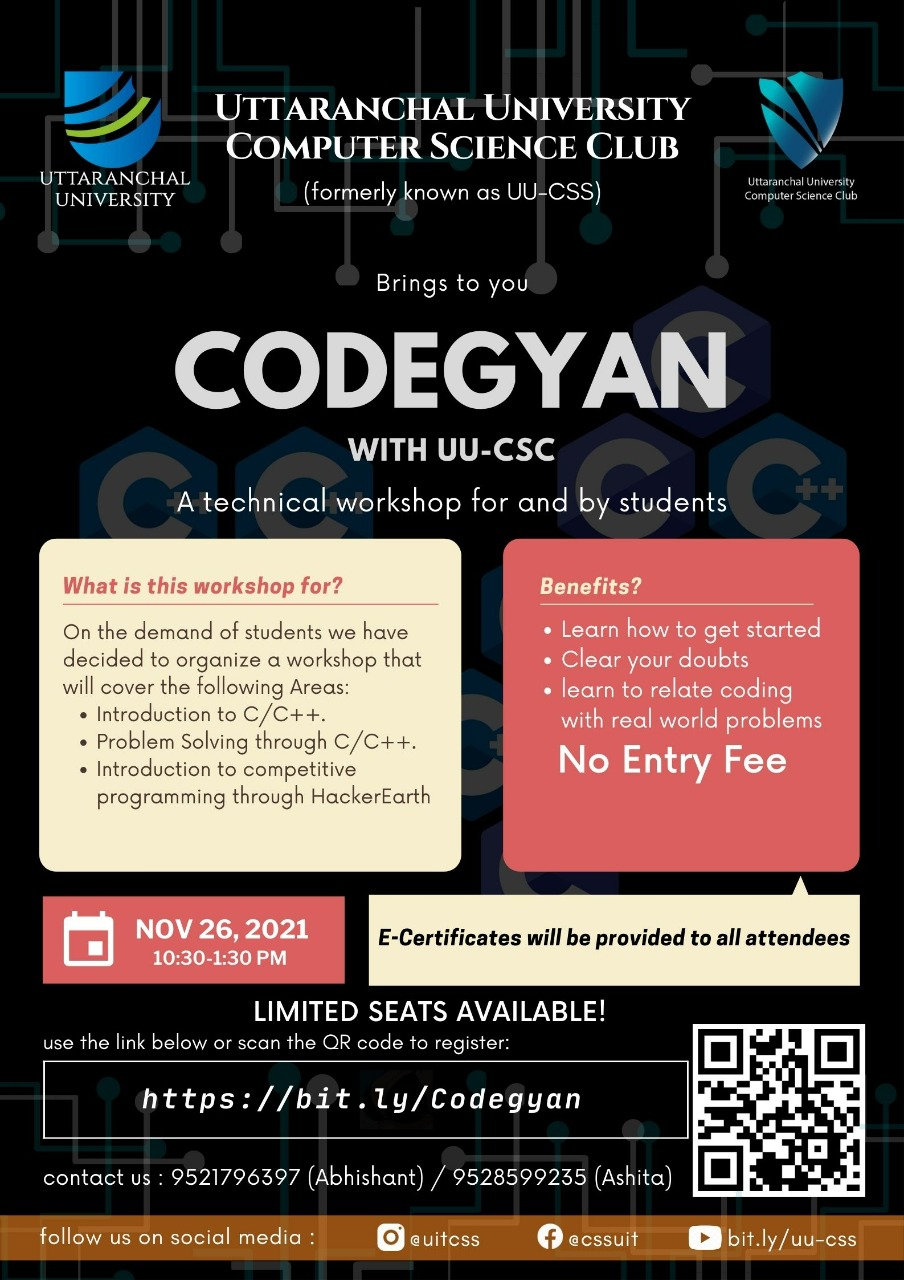 UTTARANCHAL
UNIVERSITY
UTTARANCHAL UNIVERSITY
COMPUTER SCIENCE CLUB
(formerly known as UU-CSS)
Uttaranchal University
Computer Science Club
Brings to you
CODEGYAN
WITH UU-CSC
A technical workshop for and by students
What is this workshop for?
On the demand of students we have
decided to organize a workshop that
will cover the following Areas:
• Introduction to C/C++.
• Problem Solving through C/C++.
• Introduction to competitive
programming through HackerEarth
Benefits?
• Learn how to get started
• Clear your doubts
• learn to relate coding
with real world problems
No Entry Fee
NOV 26, 2021
10:30-1:30 PM
E-Certificates will be provided to all attendees
LIMITED SEATS AVAILABLE!
use the link below or scan the QR code to register:
https://bit.ly/Codegyan
contact us : 9521796397 (Abhishant) / 9528599235 (Ashita)
follow us on social media : @uitcss @cssuit bit.ly/uu-css